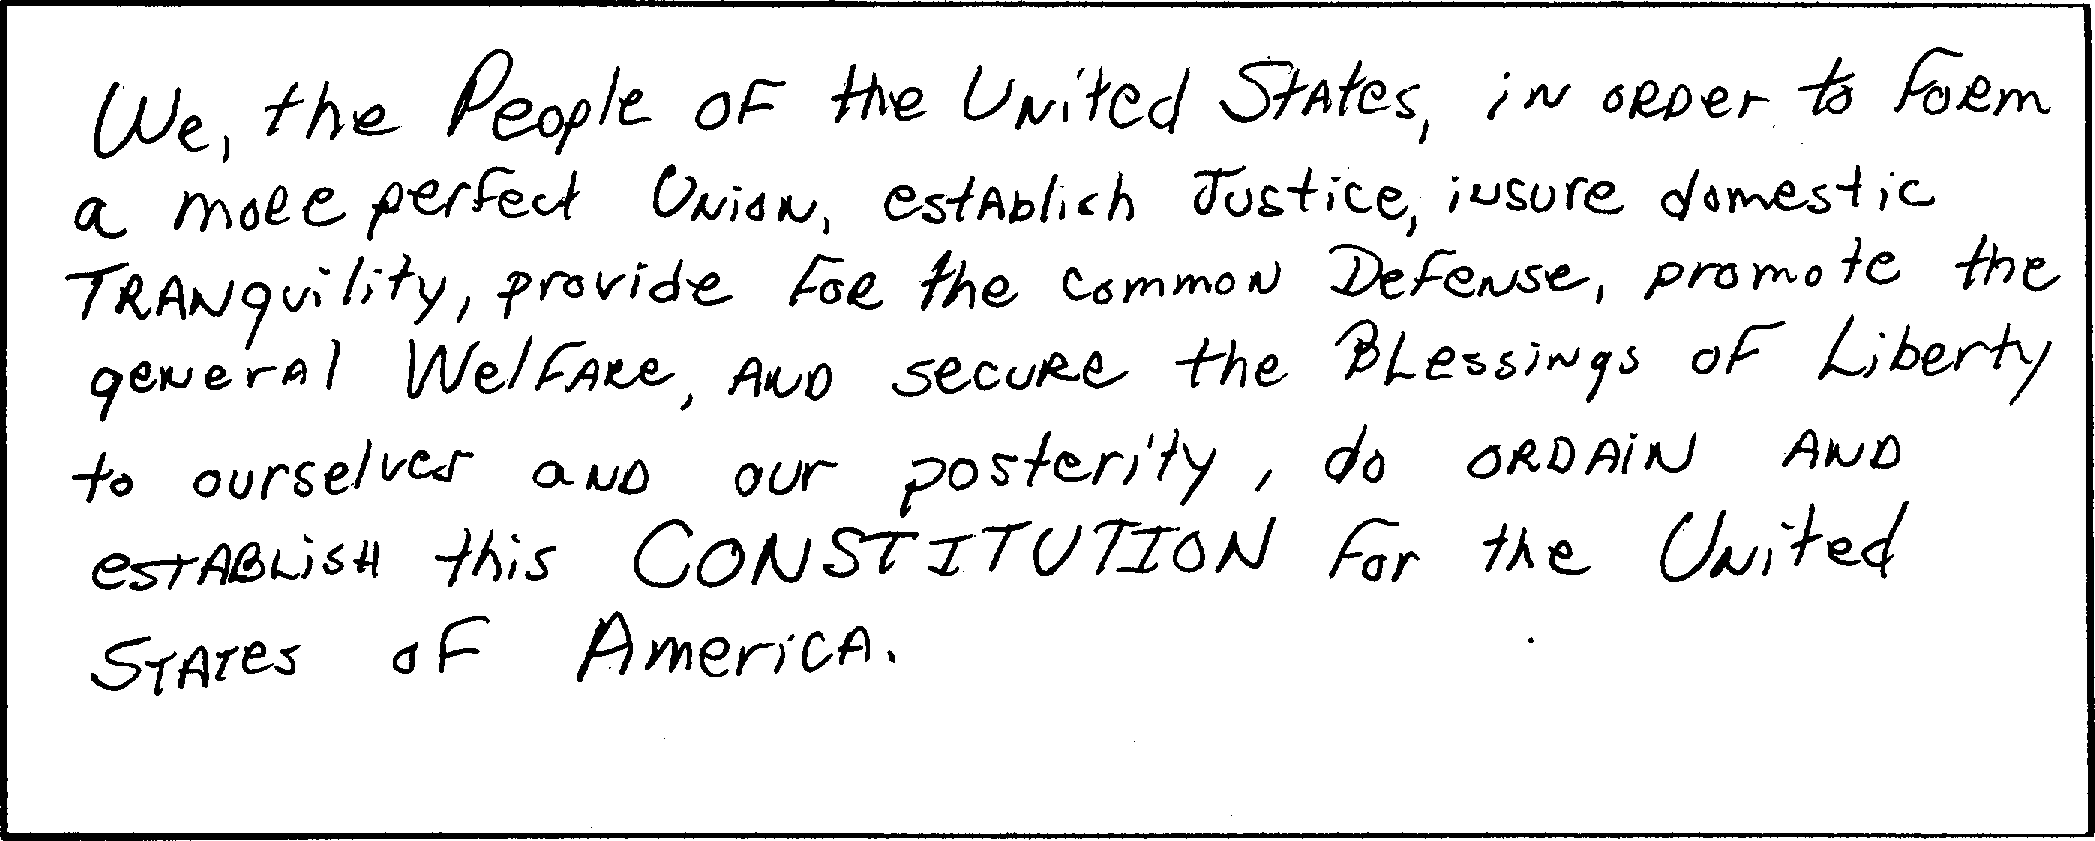 We, the People of the United States, in order to form
a more perfect Union, establish Justice, insure domestic
Tranquility, provide for the common Defense, promote the
general Welfare, and secure the Blessings of Liberty
to ourselves and our posterity, do ordain and
establish this CONSTITUTION for the United
States of America.